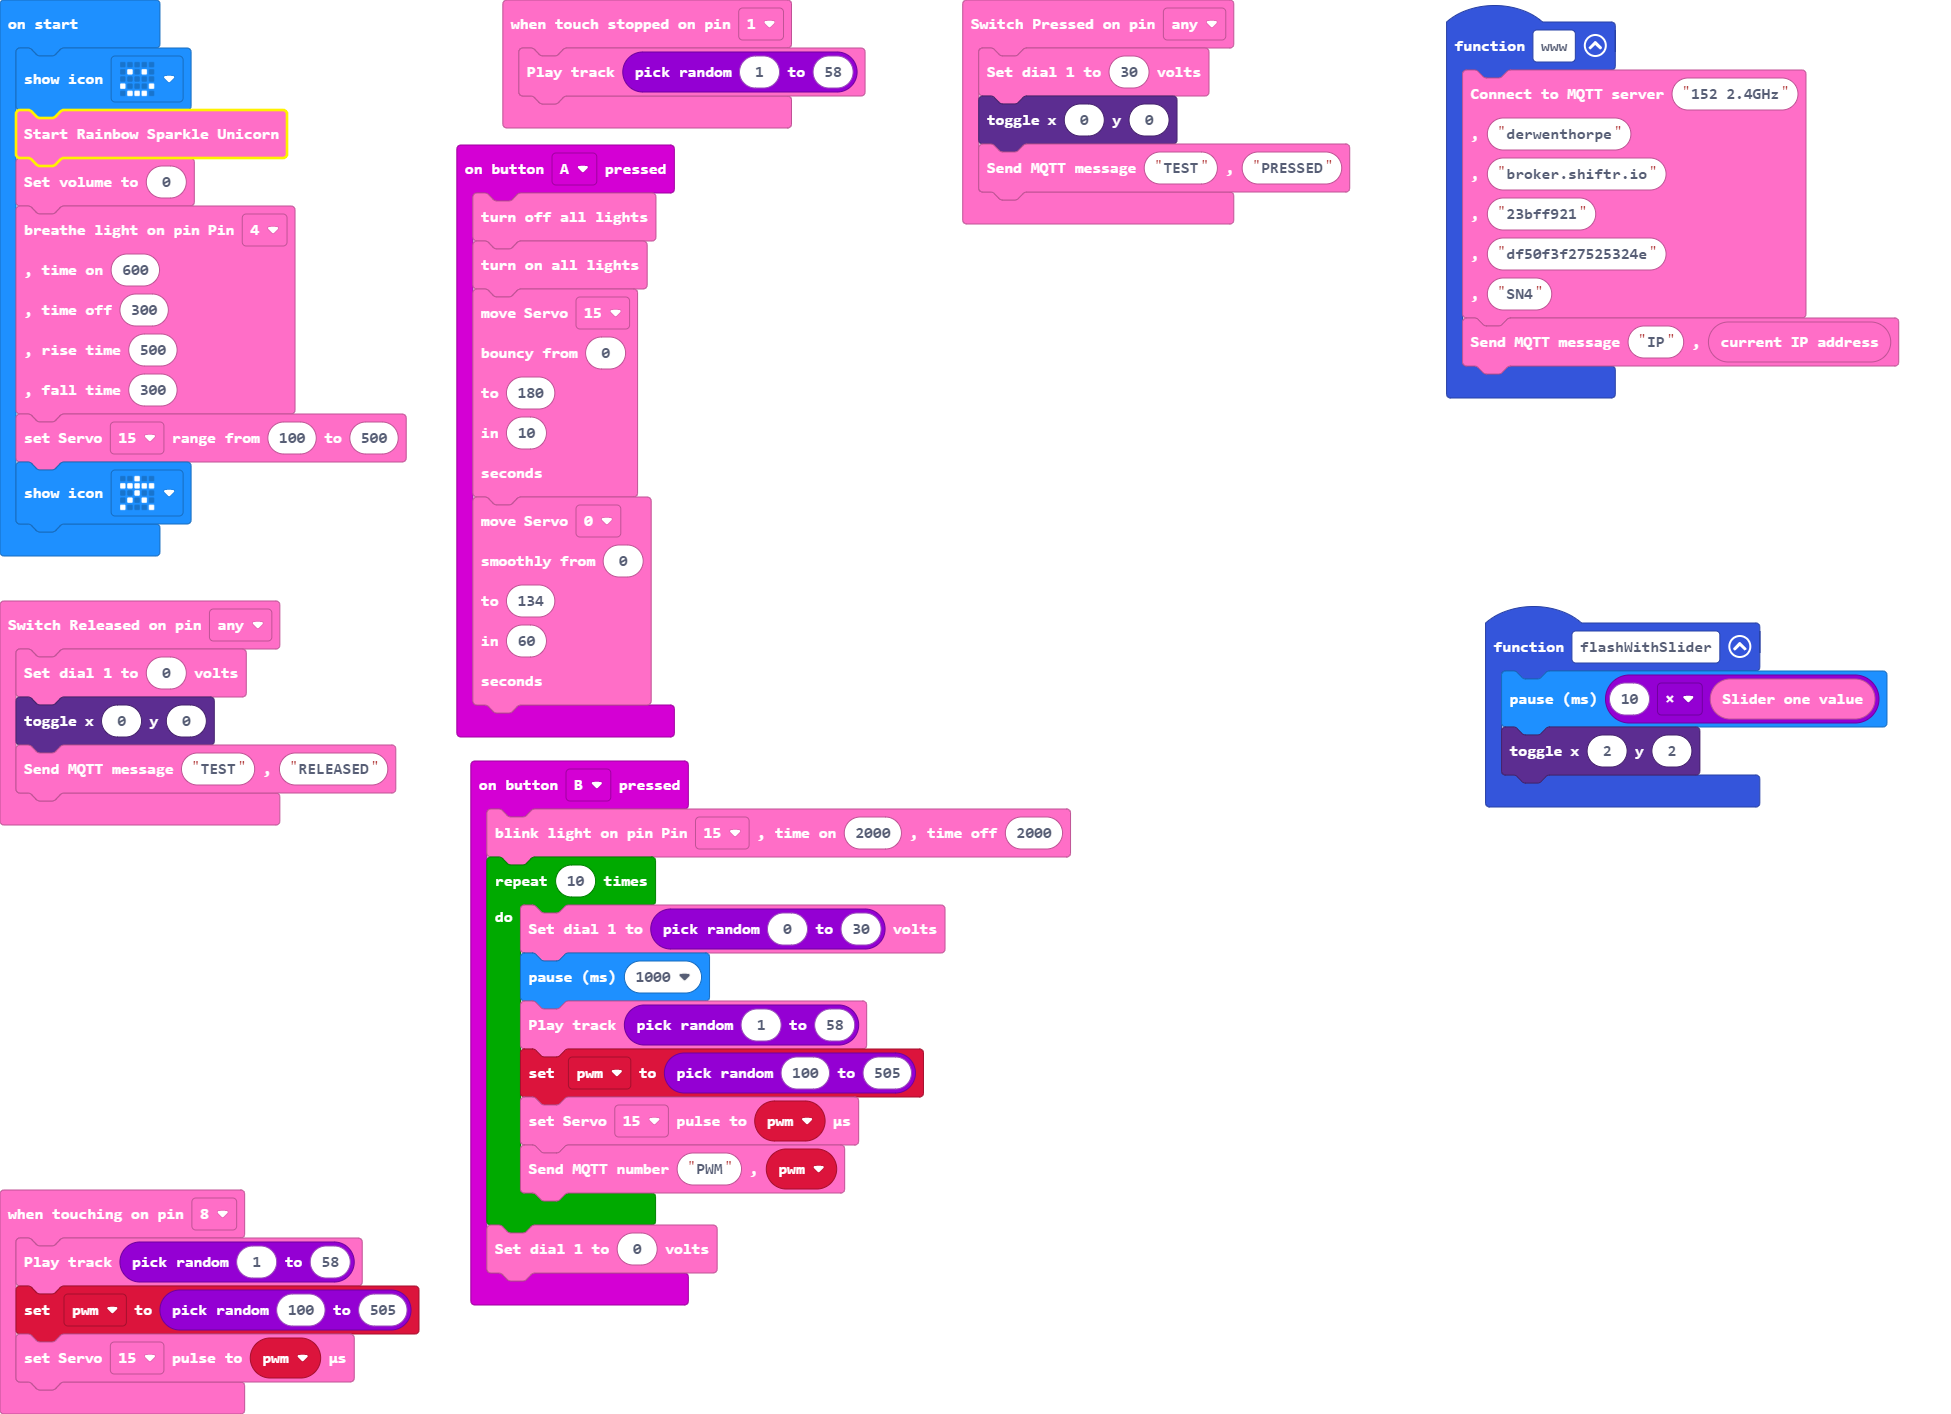 on start
show icon
Start Rainbow Sparkle Unicorn
Set volume to 0
breathe light on pin Pin 4
, time on 600
, time off 300
, rise time 500
, fall time 300
set Servo 15 range from 100 to 500
show icon
Switch Released on pin any
Set dial 1 to 0 volts
toggle x 0 y 0
Send MQTT message "TEST" , "RELEASED"
when touching on pin 8
Play track pick random 1 to 58
set pwm to pick random 100 to 505
set Servo 15 pulse to pwm µs
when touch stopped on pin 1
Play track pick random 1 to 58
on button A pressed
turn off all lights
turn on all lights
move Servo 15
bouncy from 0
to 180
in 10
seconds
move Servo 0
smoothly from 0
to 134
in 60
seconds
on button B pressed
blink light on pin Pin 15 , time on 2000 , time off 2000
repeat 10 times
do
Set dial 1 to pick random 0 to 30 volts
pause (ms) 1000
Play track pick random 1 to 58
set pwm to pick random 100 to 505
set Servo 15 pulse to pwm µs
Send MQTT number "PWM" , pwm
Set dial 1 to 0 volts
Switch Pressed on pin any
Set dial 1 to 30 volts
toggle x 0 y 0
Send MQTT message "TEST" , "PRESSED"
function www
Connect to MQTT server "152 2.4GHz"
, "derwenthorpe"
, "broker.shiftr.io"
, "23bff921"
, "df50f3f27525324e"
, "SN4"
Send MQTT message "IP" , current IP address
function flashWithSlider
pause (ms) 10 × Slider one value
toggle x 2 y 2